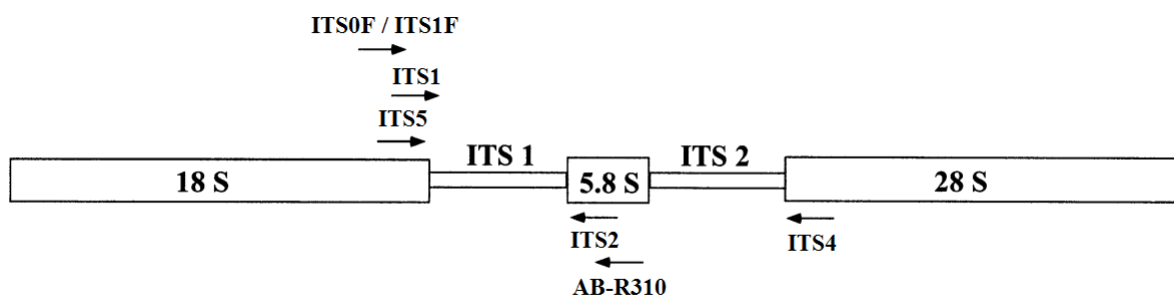 ITS0F / ITS1F
ITS1
ITS5
ITS 1
ITS 2
18 S
5.8 S
28 S
ITS2
ITS4
AB-R310